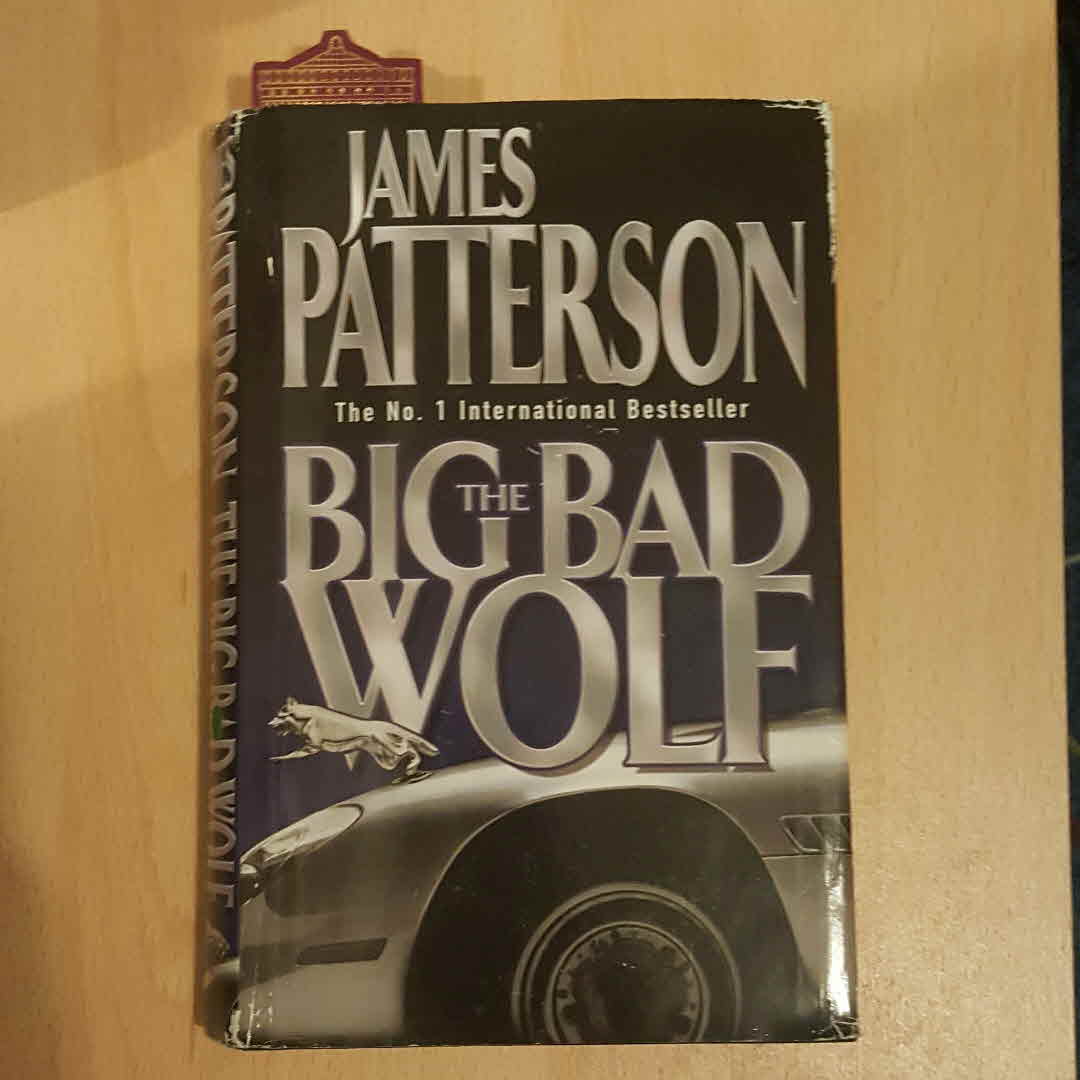 JAMES
PATTERSON
The No. 1 International Bestseller
THE
BIG BAD
WOLF
PATTERSON THE BIG BAD WOLF